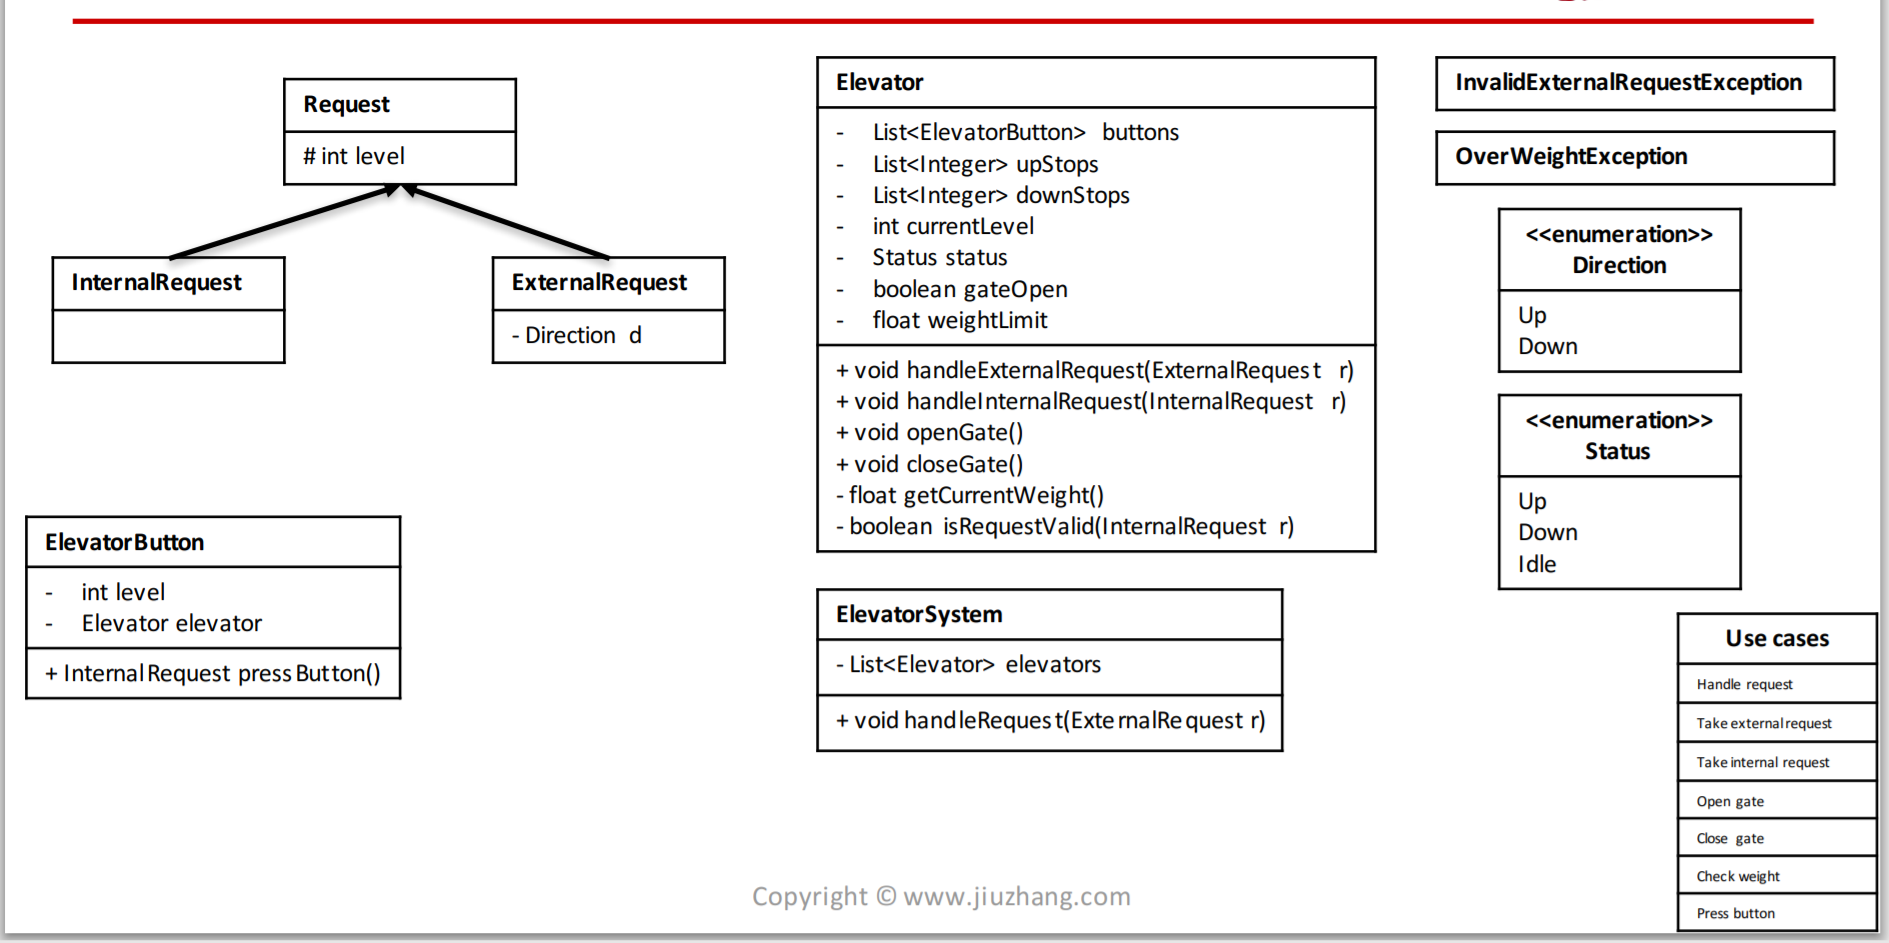 Request
# int level
InternalRequest
ExternalRequest
- Direction d
ElevatorButton
- int level
- Elevator elevator
+ InternalRequest pressButton()
Elevator
- List<ElevatorButton> buttons
- List<Integer> upStops
- List<Integer> downStops
- int currentLevel
- Status status
- boolean gateOpen
- float weightLimit
+ void handleExternalRequest(ExternalRequest r)
+ void handleInternalRequest(InternalRequest r)
+ void openGate()
+ void closeGate()
- float getCurrentWeight()
- boolean isRequestValid(InternalRequest r)
ElevatorSystem
- List<Elevator> elevators
+ void handleRequest(ExternalRequest r)
InvalidExternalRequestException
OverWeightException
<<enumeration>>
Direction
Up
Down
<<enumeration>>
Status
Up
Down
Idle
Use cases
Handle request
Take external request
Take internal request
Open gate
Close gate
Check weight
Press button
Copyright © www.jiuzhang.com